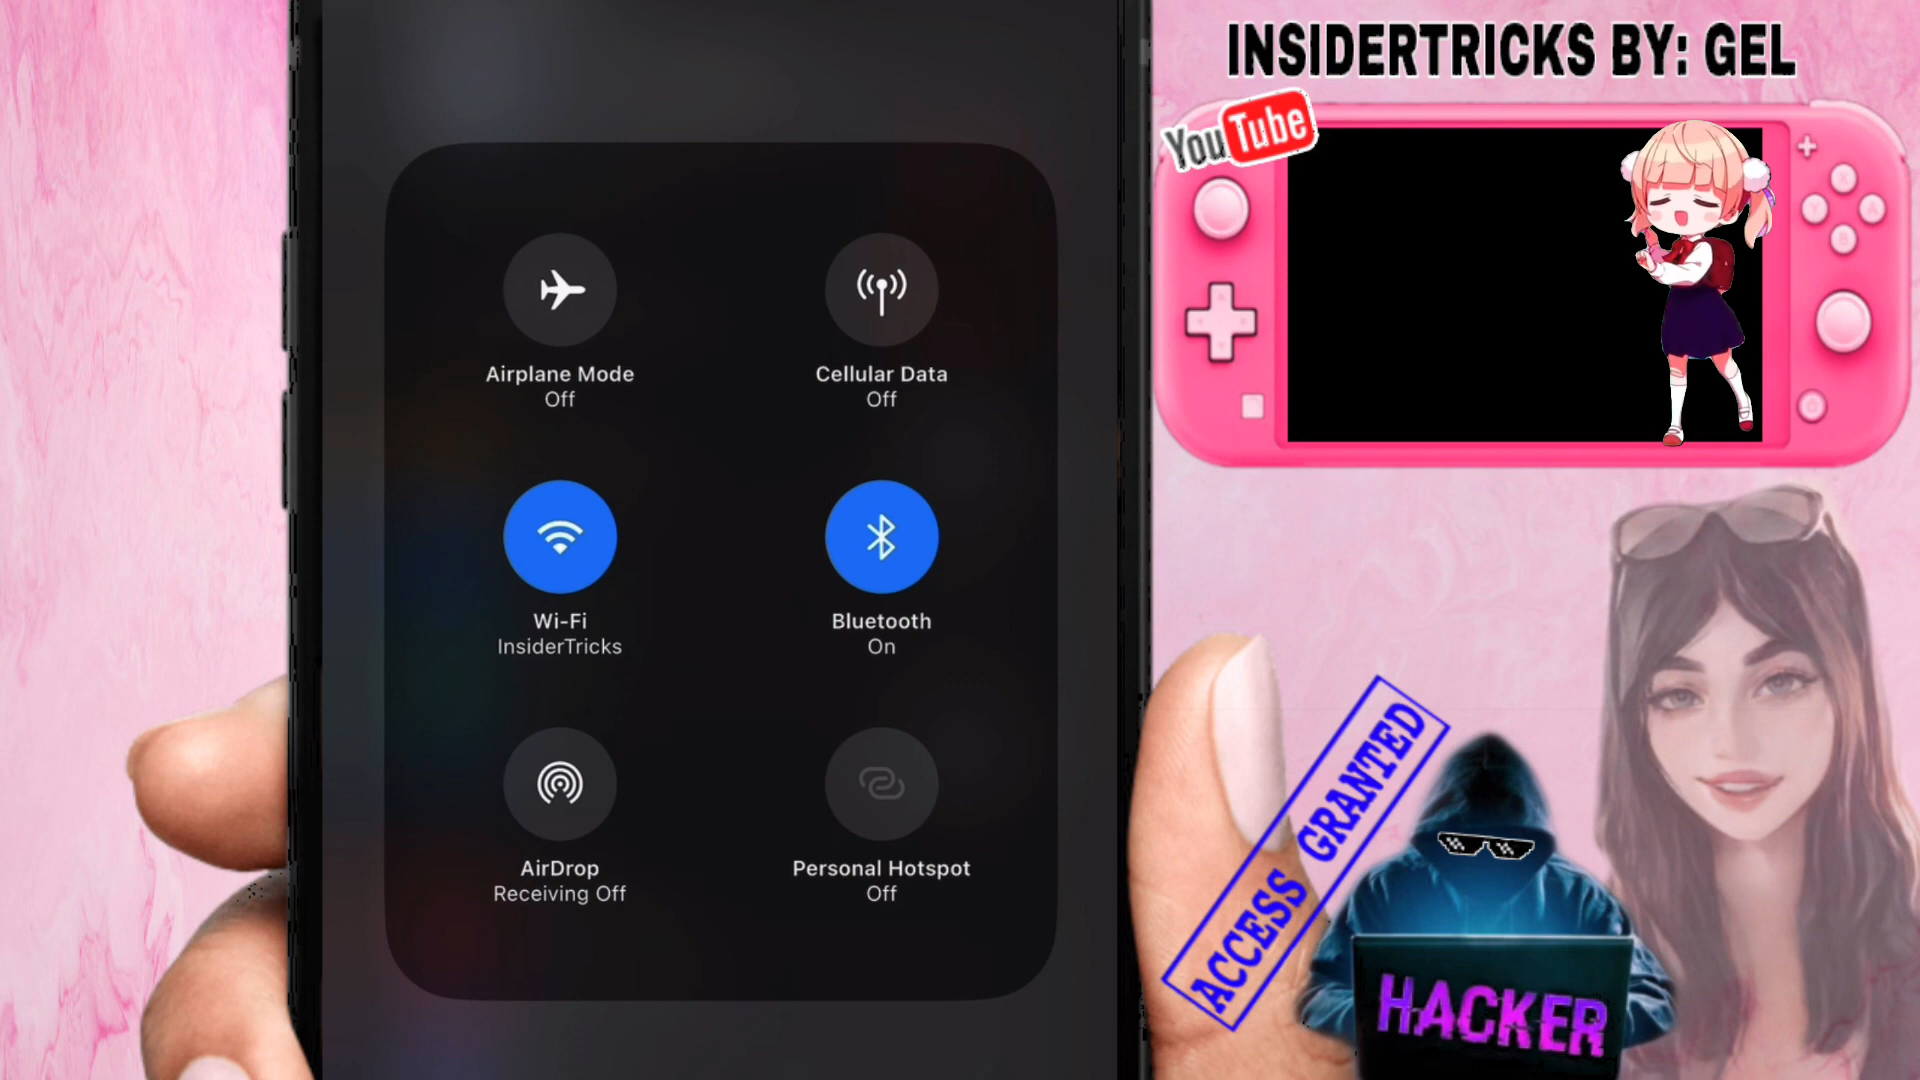 INSIDERTRICKS BY: GEL
YouTube
Airplane Mode
Off
Cellular Data
Off
Wi-Fi
InsiderTricks
Bluetooth
On
AirDrop
Receiving Off
Personal Hotspot
Off
X
Y
A
B
ACCESS GRANTED
HACKER